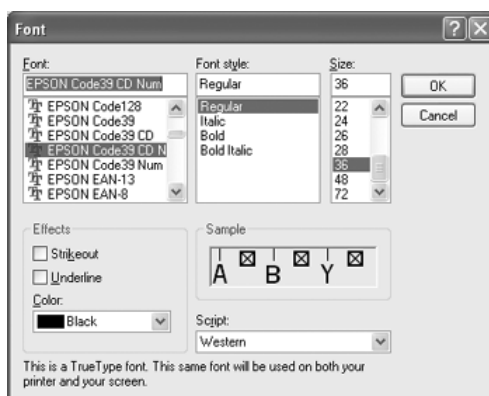 Font
Font:
EPSON Code39 CD Num
EPSON Code128
EPSON Code39
EPSON Code39 CD
EPSON Code39 CD N
EPSON Code39 Num
EPSON EAN-13
EPSON EAN-8
Font style:
Regular
Regular
Italic
Bold
Bold Italic
Size:
36
22
24
26
28
36
48
72
OK
Cancel
Effects
Strikeout
Underline
Color:
Black
Sample
A B Y
Script:
Western
This is a TrueType font. This same font will be used on both your
printer and your screen.